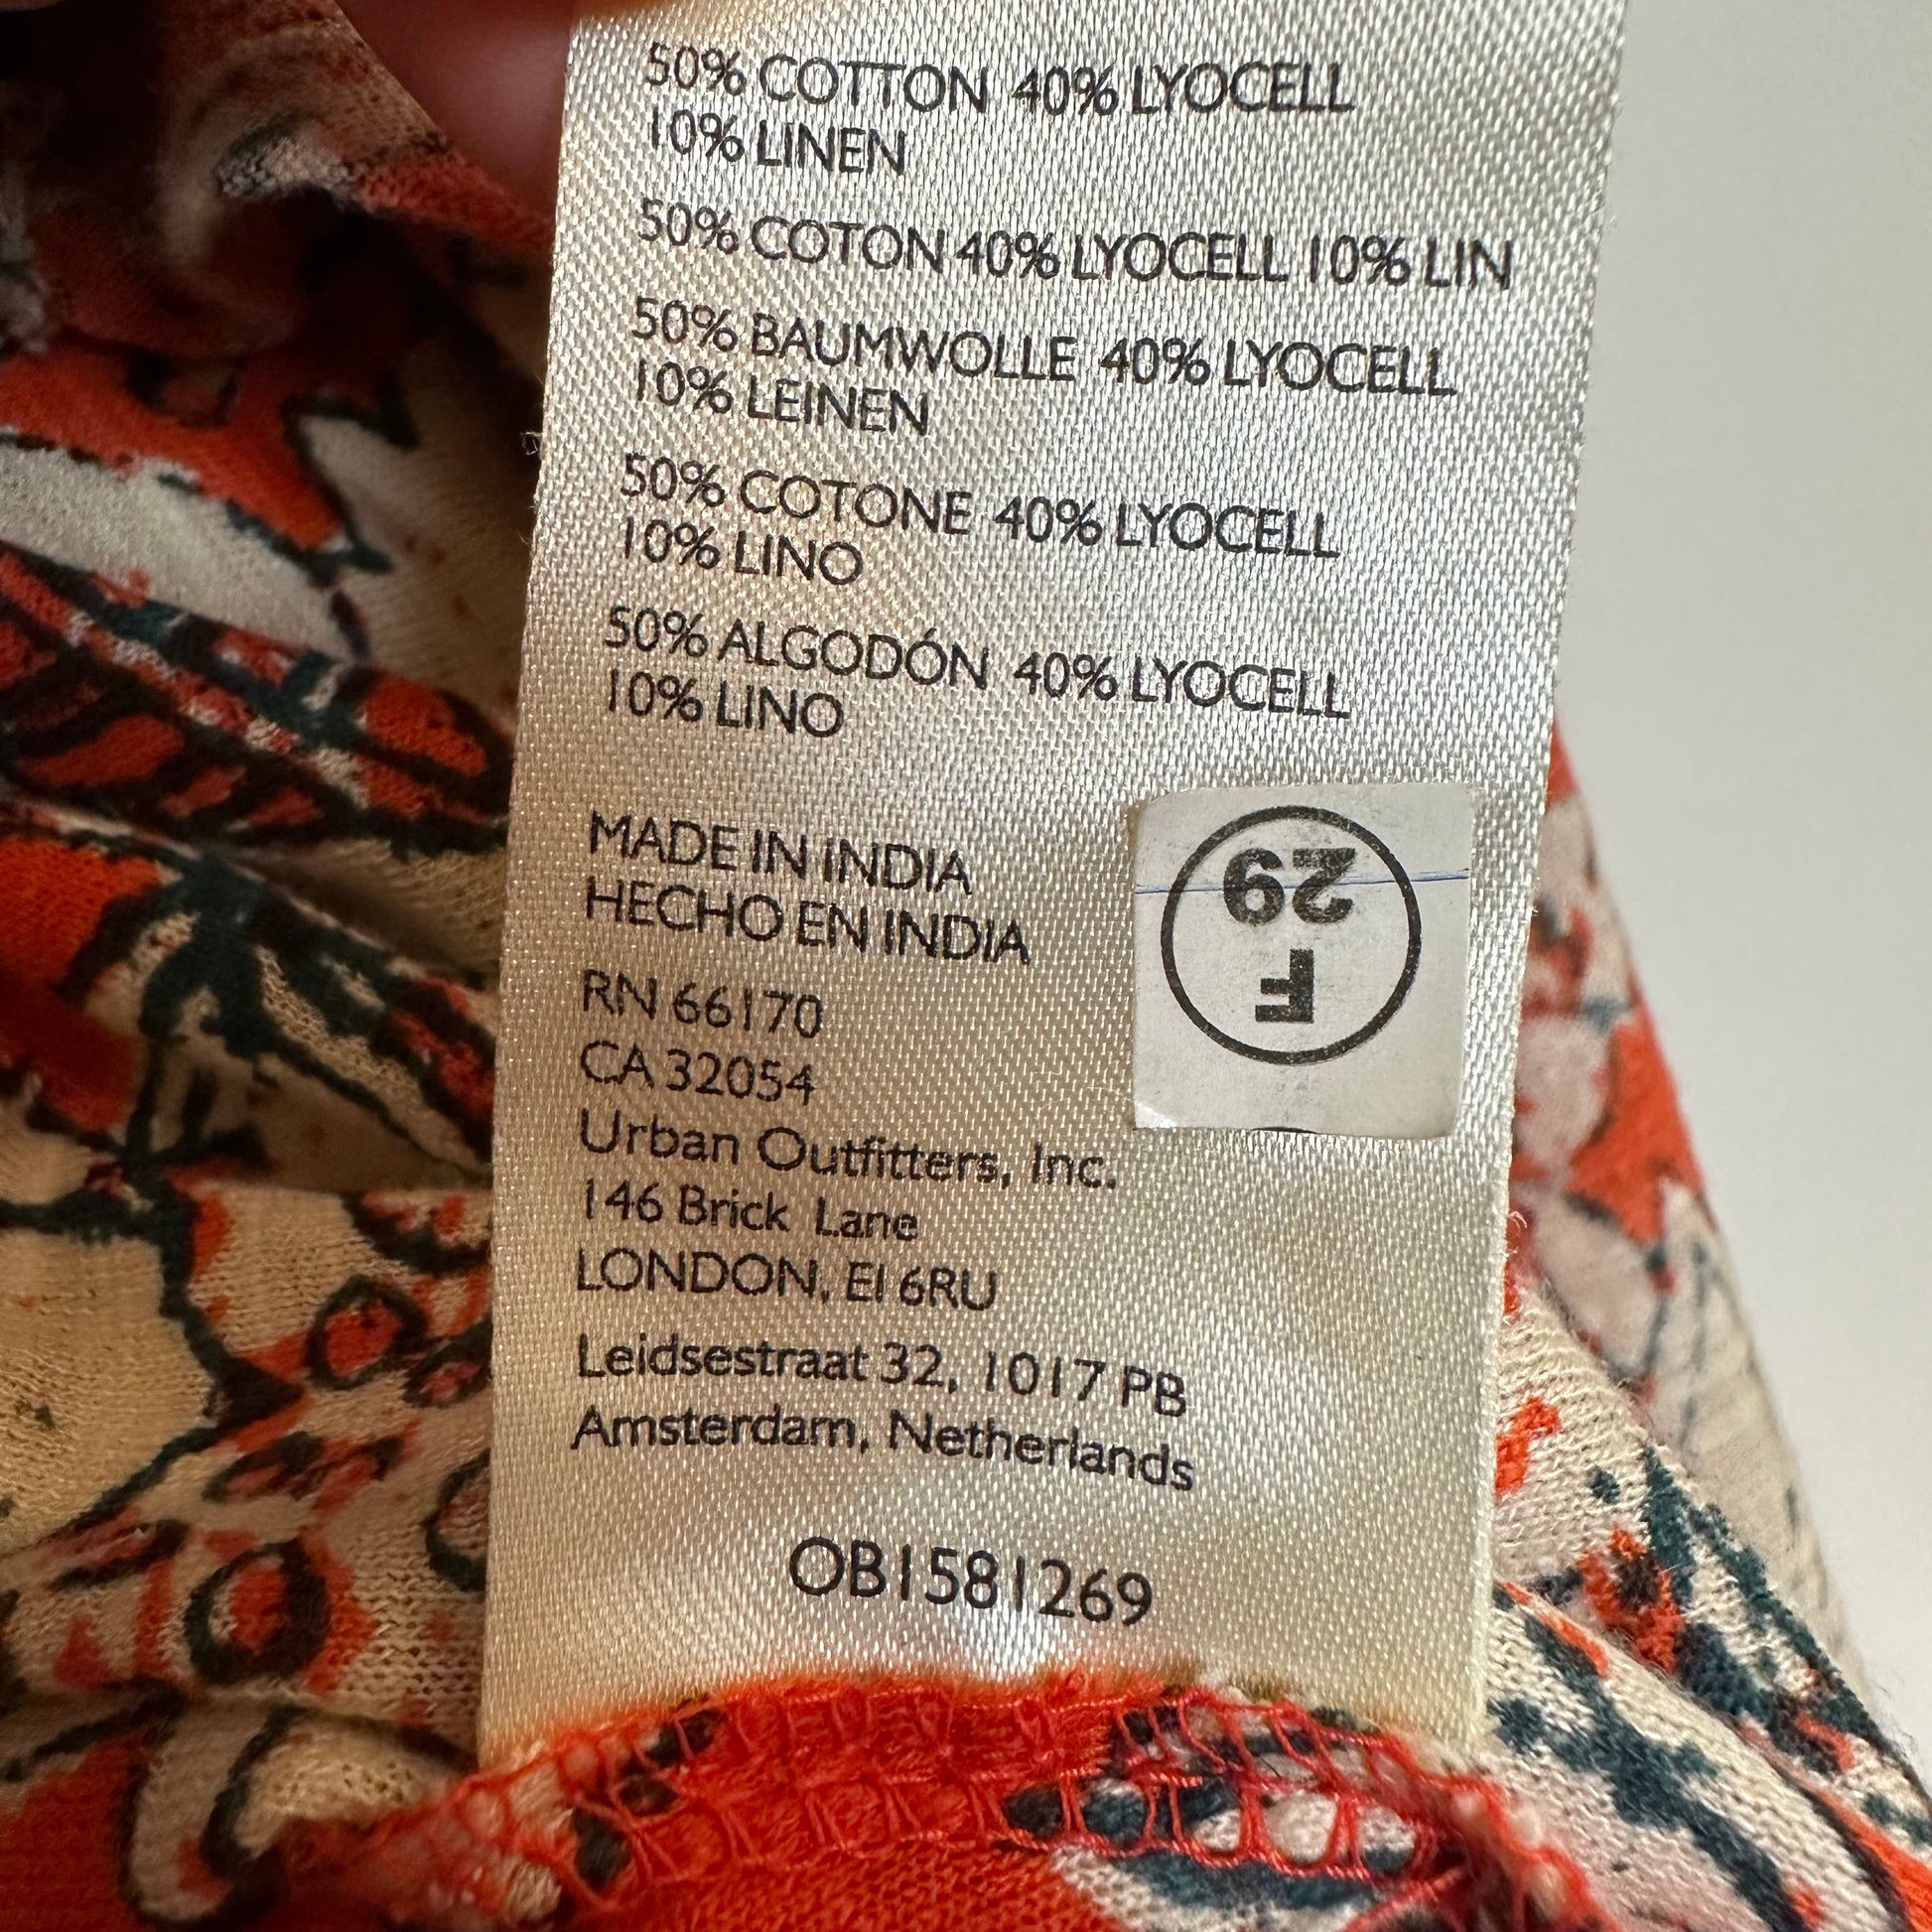 50% COTTON 40% LYOCELL
10% LINEN
50% COTON 40% LYOCELL 10% LIN
50% BAUMWOLLE 40% LYOCELL
10% LEINEN
50% COTONE 40% LYOCELL
10% LINO
50% ALGODÓN 40% LYOCELL
10% LINO
MADE IN INDIA
HECHO EN INDIA
RN 66170
CA 32054
Urban Outfitters, Inc.
146 Brick Lane
LONDON, E1 6RU
Leidsestraat 32, 1017 PB
Amsterdam, Netherlands
OB1581269
F
29